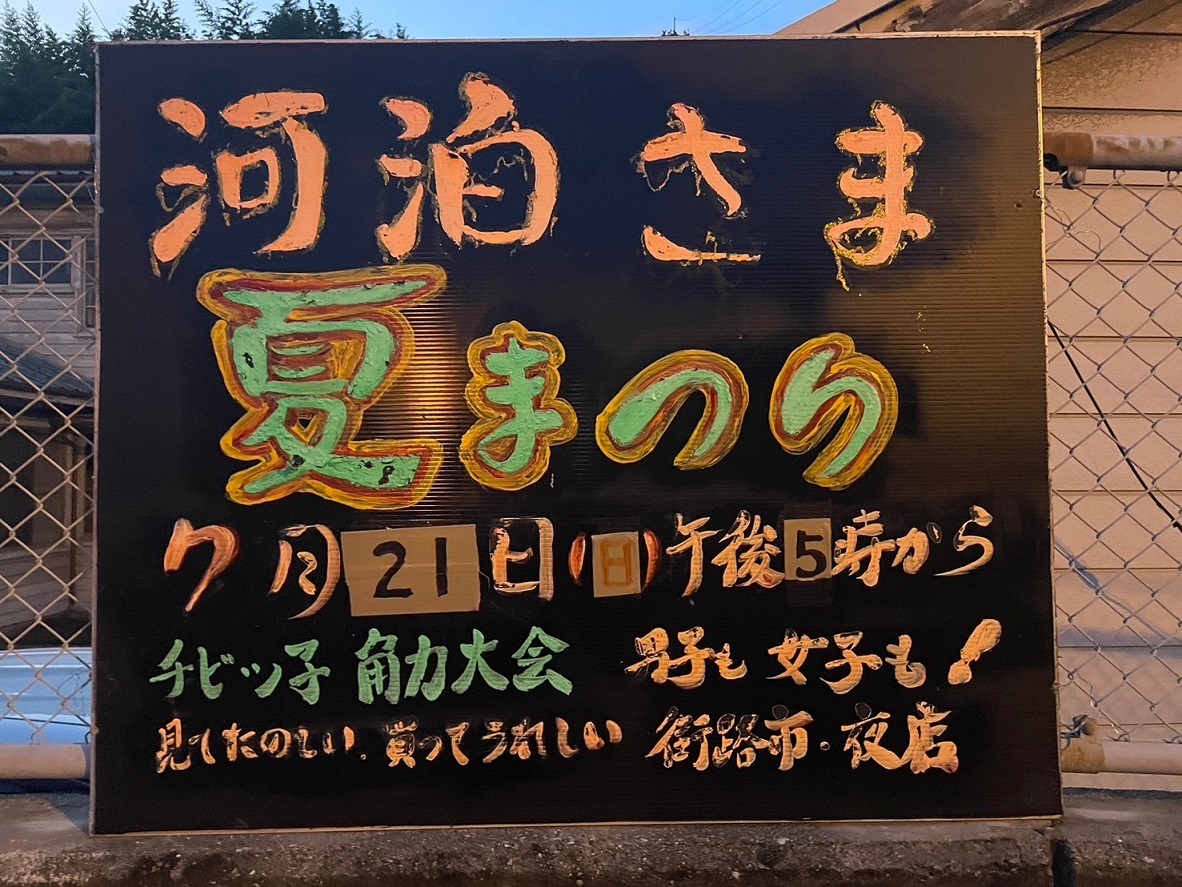 河泊さま
夏まつり
7月21日(日)午後5時から
チビッ子 角力大会 男子も 女子も!
見てたのしい、買ってうれしい 街路市・夜店